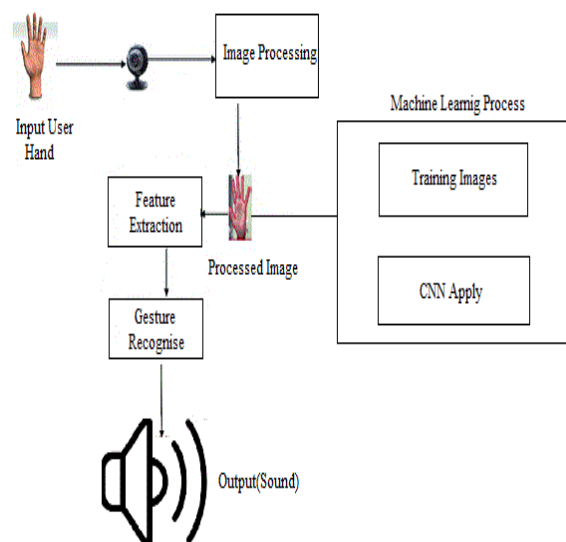 Input User
Hand
Image Processing
Machine Learnig Process
Training Images
CNN Apply
Feature
Extraction
Processed Image
Gesture
Recognise
Output(Sound)